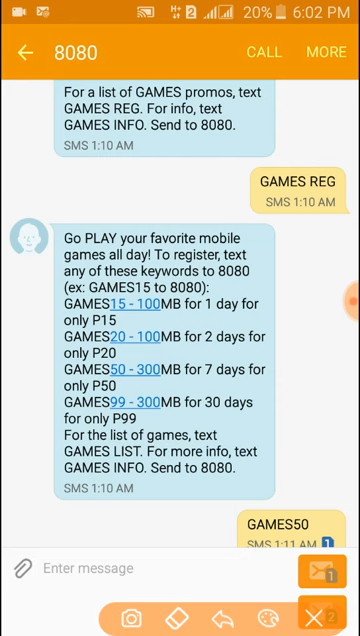 20% 6:02 PM
8080 CALL MORE
For a list of GAMES promos, text
GAMES REG. For info, text
GAMES INFO. Send to 8080.
SMS 1:10 AM
GAMES REG
SMS 1:10 AM
Go PLAY your favorite mobile
games all day! To register, text
any of these keywords to 8080
(ex: GAMES15 to 8080):
GAMES15 - 100MB for 1 day for
only P15
GAMES20 - 100MB for 2 days for
only P20
GAMES50 - 300MB for 7 days for
only P50
GAMES99 - 300MB for 30 days
for only P99
For the list of games, text
GAMES LIST. For more info, text
GAMES INFO. Send to 8080.
SMS 1:10 AM
GAMES50
SMS 1:11 AM 1
Enter message
1
2